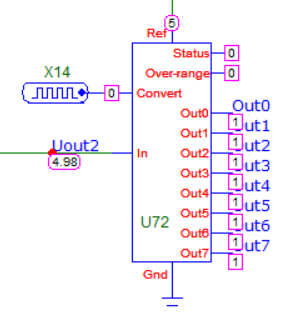 5
Ref
Status 0
Over-range 0
X14
0 Convert
Out0 Out0
Out1 1 ut1
Out2 1 ut2
Out3 1 ut3
Out4 1 ut4
Out5 1 ut5
Out6 1 ut6
Out7 1 ut7
1
Uout2
4.98
In
U72
Gnd